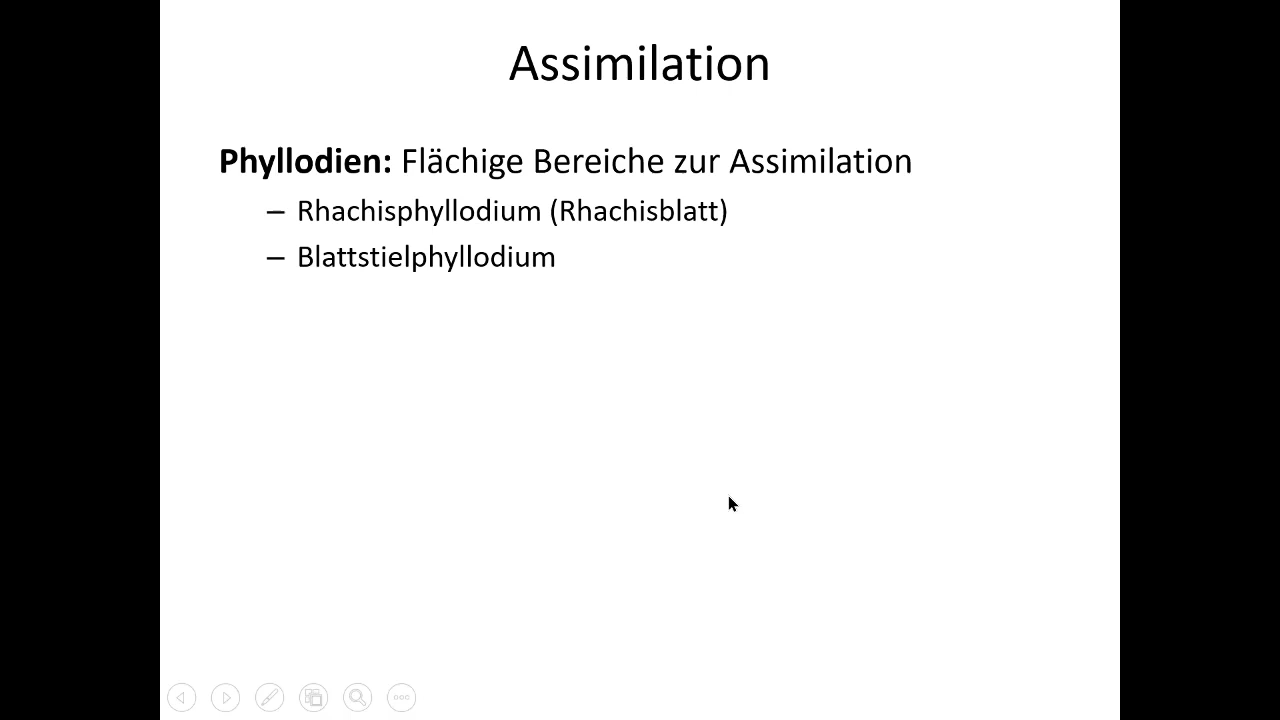 Assimilation
Phyllodien: Flächige Bereiche zur Assimilation
– Rhachisphyllodium (Rhachisblatt)
– Blattstielphyllodium